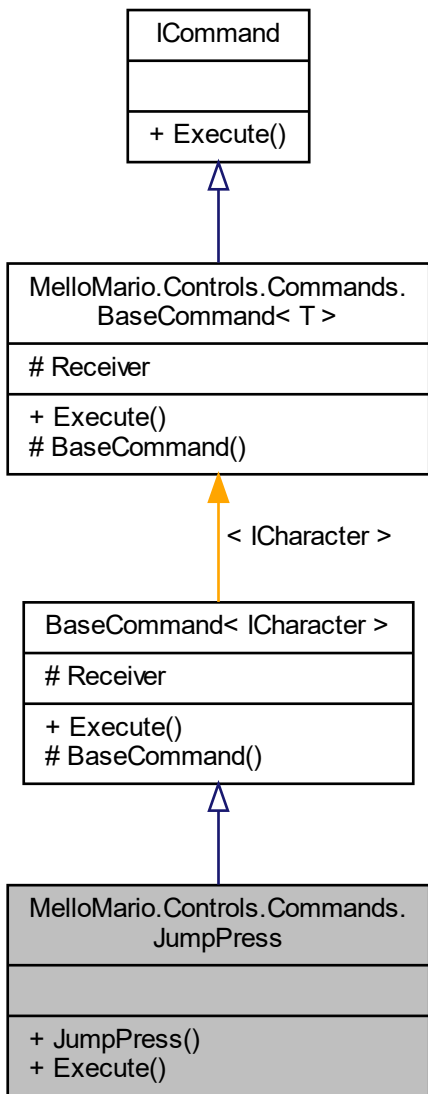 ICommand
+ Execute()
MelloMario.Controls.Commands.
BaseCommand< T >
# Receiver
+ Execute()
# BaseCommand()
< ICharacter >
BaseCommand< ICharacter >
# Receiver
+ Execute()
# BaseCommand()
MelloMario.Controls.Commands.
JumpPress
+ JumpPress()
+ Execute()